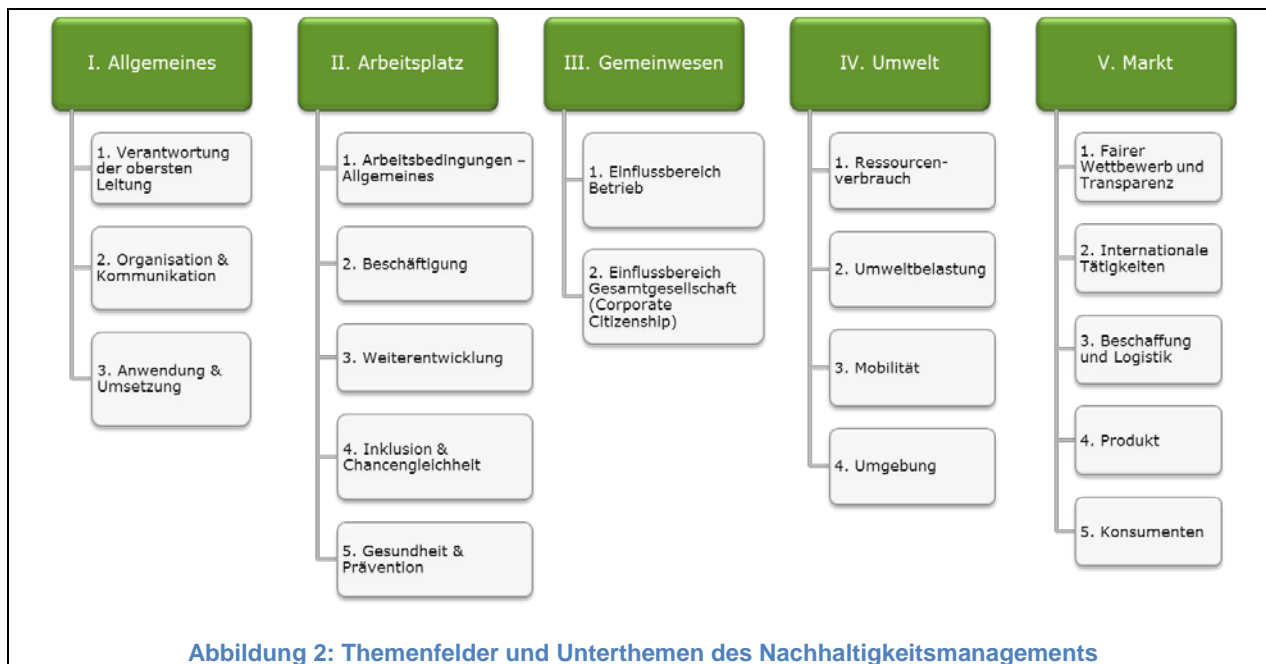 I. Allgemeines
1. Verantwortung
der obersten
Leitung
2. Organisation &
Kommunikation
3. Anwendung &
Umsetzung
II. Arbeitsplatz
1. Arbeitsbedingungen –
Allgemeines
2. Beschäftigung
3. Weiterentwicklung
4. Inklusion &
Chancengleichheit
5. Gesundheit &
Prävention
III. Gemeinwesen
1. Einflussbereich
Betrieb
2. Einflussbereich
Gesamtgesellschaft
(Corporate
Citizenship)
IV. Umwelt
1. Ressourcen-
verbrauch
2. Umweltbelastung
3. Mobilität
4. Umgebung
V. Markt
1. Fairer
Wettbewerb und
Transparenz
2. Internationale
Tätigkeiten
3. Beschaffung
und Logistik
4. Produkt
5. Konsumenten
Abbildung 2: Themenfelder und Unterthemen des Nachhaltigkeitsmanagements